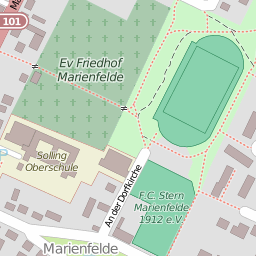 101
Ev Friedhof
Marienfelde
Solling
Oberschule
An der Dorfkirche
F.C. Stern
Marienfelde
1912 e.V.
Marienfelde